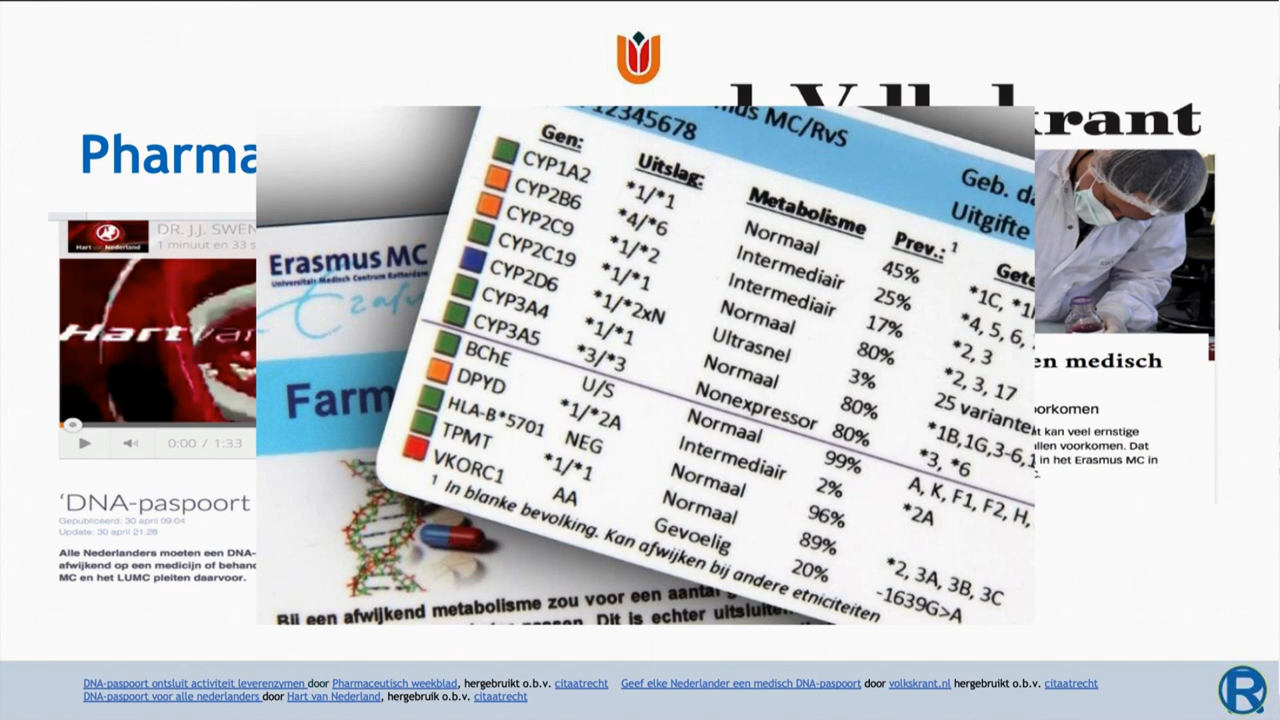 krant
Pharma
12345678
MC/RvS
Geb.
Uitgifte
Gen: Uitslag: Metabolisme Prev.: 1
CYP1A2 *1/*1 Normaal 45% *1C,
CYP2B6 *4/*6 Intermediair 25% *4, 5, 6,
CYP2C9 *1/*2 Intermediair 17% *2, 3
CYP2C19 *1/*1 Normaal 80% *2, 3, 17
CYP2D6 *1/*2xN Ultrasnel 3% 25
CYP3A4 *1/*1 Normaal 80% *1B,1G,3-6,
CYP3A5 *3/*3 Nonexpressor 80% *3, *6
BChE U/S Normaal 99% A, K, F1, F2, H,
DPYD *1/*2A Intermediair 2% *2A
HLA-B*5701 NEG Normaal 96%
TPMT *1/*1 Normaal 89% *2, 3A, 3B, 3C
VKORC1 AA Gevoelig 20% -1639G>A
1 In blanke bevolking. Kan afwijken bij andere etniciteiten
Erasmus MC
Universitair Medisch Centrum Rotterdam
Farm
Bij een afwijkend metabolisme zou voor een aantal
Dit is echter
DR. J.J. SWEN
1 minuut en 33 s
Hart van Nederland
Hart van
0:00 / 1:33
'DNA-paspoort
Gepubliceerd: 30 april 09:04
Update: 30 april 21:28
Alle Nederlanders moeten een DNA-
afwijkend op een medicijn of behand
MC en het LUMC pleiten daarvoor.
en medisch
oorkomen
kan veel ernstige
llen voorkomen. Dat
in het Erasmus MC in
DNA-paspoort ontsluit activiteit leverenzymen door Pharmaceutisch weekblad, hergebruikt o.b.v. citaatrecht Geef elke Nederlander een medisch DNA-paspoort door volkskrant.nl hergebruikt o.b.v. citaatrecht
DNA-paspoort voor alle nederlanders door Hart van Nederland, hergebruik o.b.v. citaatrecht
R